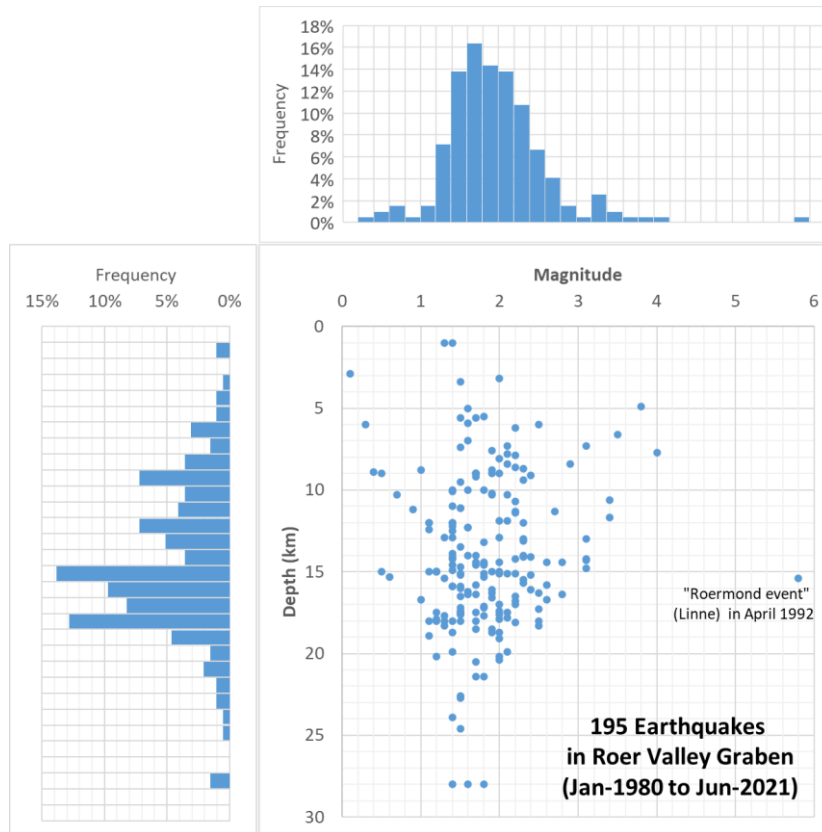 18%
16%
14%
12%
10%
8%
6%
4%
2%
0%
Frequency
Frequency
15% 10% 5% 0%
Magnitude
0 1 2 3 4 5 6
0
5
10
15
20
25
30
Depth (km)
"Roermond event"
(Linne) in April 1992
195 Earthquakes
in Roer Valley Graben
(Jan-1980 to Jun-2021)